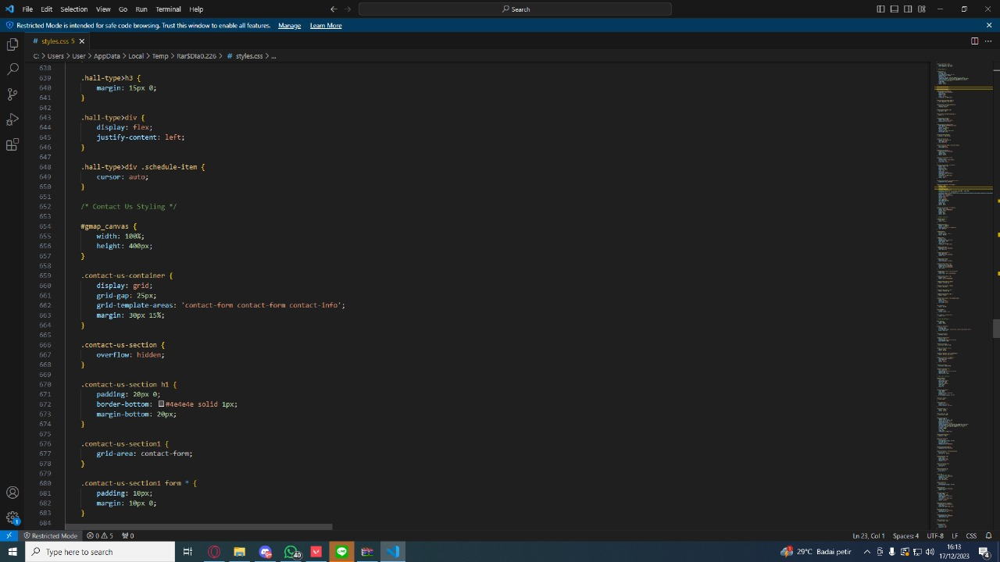 File Edit Selection View Go Run Terminal Help
Search
Restricted Mode is intended for safe code browsing. Trust this window to enable all features. Manage Learn More
# styles.css 5
C: > Users > User > AppData > Local > Temp > Rar$DIa0.226 > # styles.css > ...
638
639 .hall-type>h3 {
640 margin: 15px 0;
641 }
642
643 .hall-type>div {
644 display: flex;
645 justify-content: left;
646 }
647
648 .hall-type>div .schedule-item {
649 cursor: auto;
650 }
651
652 /* Contact-us Styling */
653
654 #gmap_canvas {
655 width: 100%;
656 height: 400px;
657 }
658
659 .contact-us-container {
660 display: grid;
661 grid-gap: 25px;
662 grid-template-areas: 'contact-form contact-form contact-info';
663 margin: 30px 15%;
664 }
665
666 .contact-us-section {
667 overflow: hidden;
668 }
669
670 .contact-us-section h1 {
671 padding: 20px 0;
672 border-bottom: #4e4e4e solid 1px;
673 margin-bottom: 20px;
674 }
675
676 .contact-us-section1 {
677 grid-area: contact-form;
678 }
679
680 .contact-us-section1 form * {
681 padding: 10px;
682 margin: 10px 0;
683 }
684
1
Restricted Mode 0 5 0
Ln 23, Col 1 Spaces: 4 UTF-8 LF CSS
Type here to search
40
29°C Badai petir
16:13
17/12/2023
4